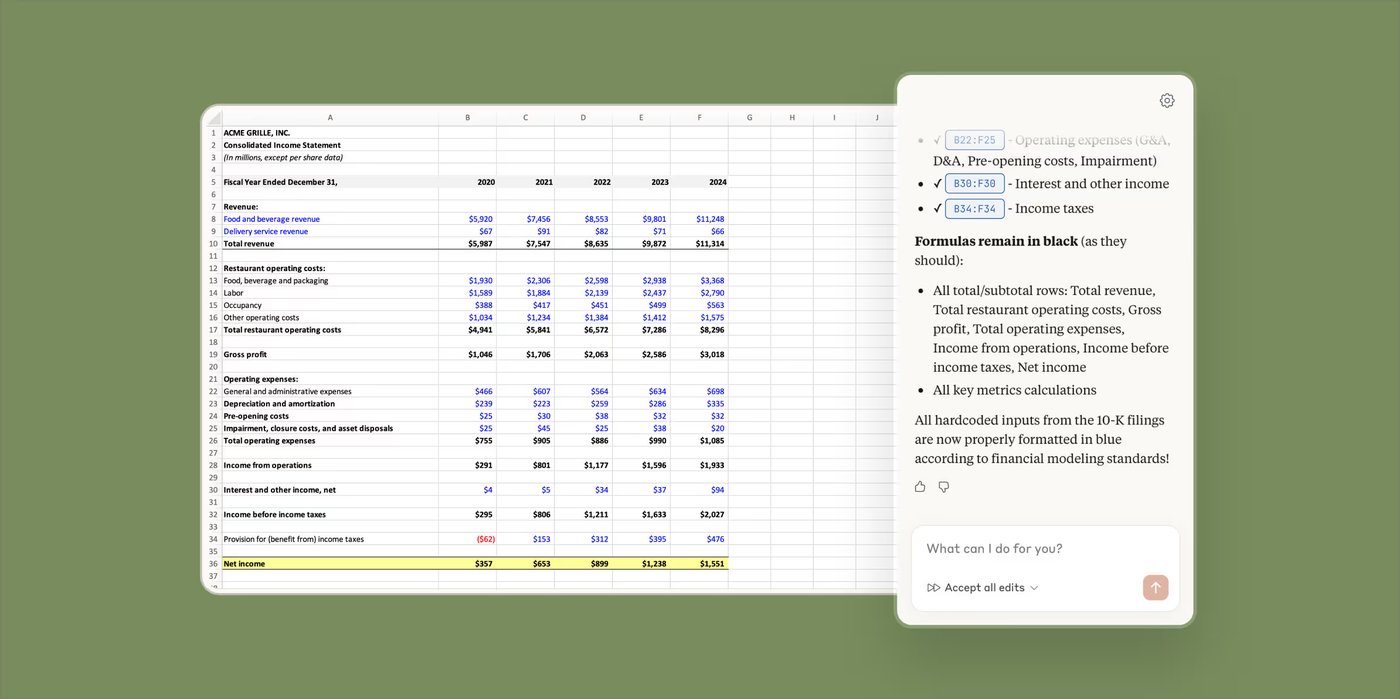 A B C D E F G H I J
1 ACME GRILLE, INC.
2 Consolidated Income Statement
3 (In millions, except per share data)
4
5 Fiscal Year Ended December 31, 2020 2021 2022 2023 2024
6
7 Revenue:
8 Food and beverage revenue $5,920 $7,456 $8,553 $9,801 $11,248
9 Delivery service revenue $67 $91 $82 $71 $66
10 Total revenue $5,987 $7,547 $8,635 $9,872 $11,314
11
12 Restaurant operating costs:
13 Food, beverage and packaging $1,930 $2,306 $2,598 $2,938 $3,368
14 Labor $1,589 $1,884 $2,139 $2,437 $2,790
15 Occupancy $388 $417 $451 $499 $563
16 Other operating costs $1,034 $1,234 $1,384 $1,412 $1,575
17 Total restaurant operating costs $4,941 $5,841 $6,572 $7,286 $8,296
18
19 Gross profit $1,046 $1,706 $2,063 $2,586 $3,018
20
21 Operating expenses:
22 General and administrative expenses $466 $607 $564 $634 $698
23 Depreciation and amortization $239 $223 $259 $286 $335
24 Pre-opening costs $25 $30 $38 $32 $32
25 Impairment, closure costs, and asset disposals $25 $45 $25 $38 $20
26 Total operating expenses $755 $905 $886 $990 $1,085
27
28 Income from operations $291 $801 $1,177 $1,596 $1,933
29
30 Interest and other income, net $4 $5 $34 $37 $94
31
32 Income before income taxes $295 $806 $1,211 $1,633 $2,027
33
34 Provision for (benefit from) income taxes ($62) $153 $312 $395 $476
35
36 Net income $357 $653 $899 $1,238 $1,551
37
• ✓ B22:F25 - Operating expenses (G&A,
D&A, Pre-opening costs, Impairment)
• ✓ B30:F30 - Interest and other income
• ✓ B34:F34 - Income taxes
Formulas remain in black (as they
should):
• All total/subtotal rows: Total revenue,
Total restaurant operating costs, Gross
profit, Total operating expenses,
Income from operations, Income before
income taxes, Net income
• All key metrics calculations
All hardcoded inputs from the 10-K filings
are now properly formatted in blue
according to financial modeling standards!
What can I do for you?
Accept all edits